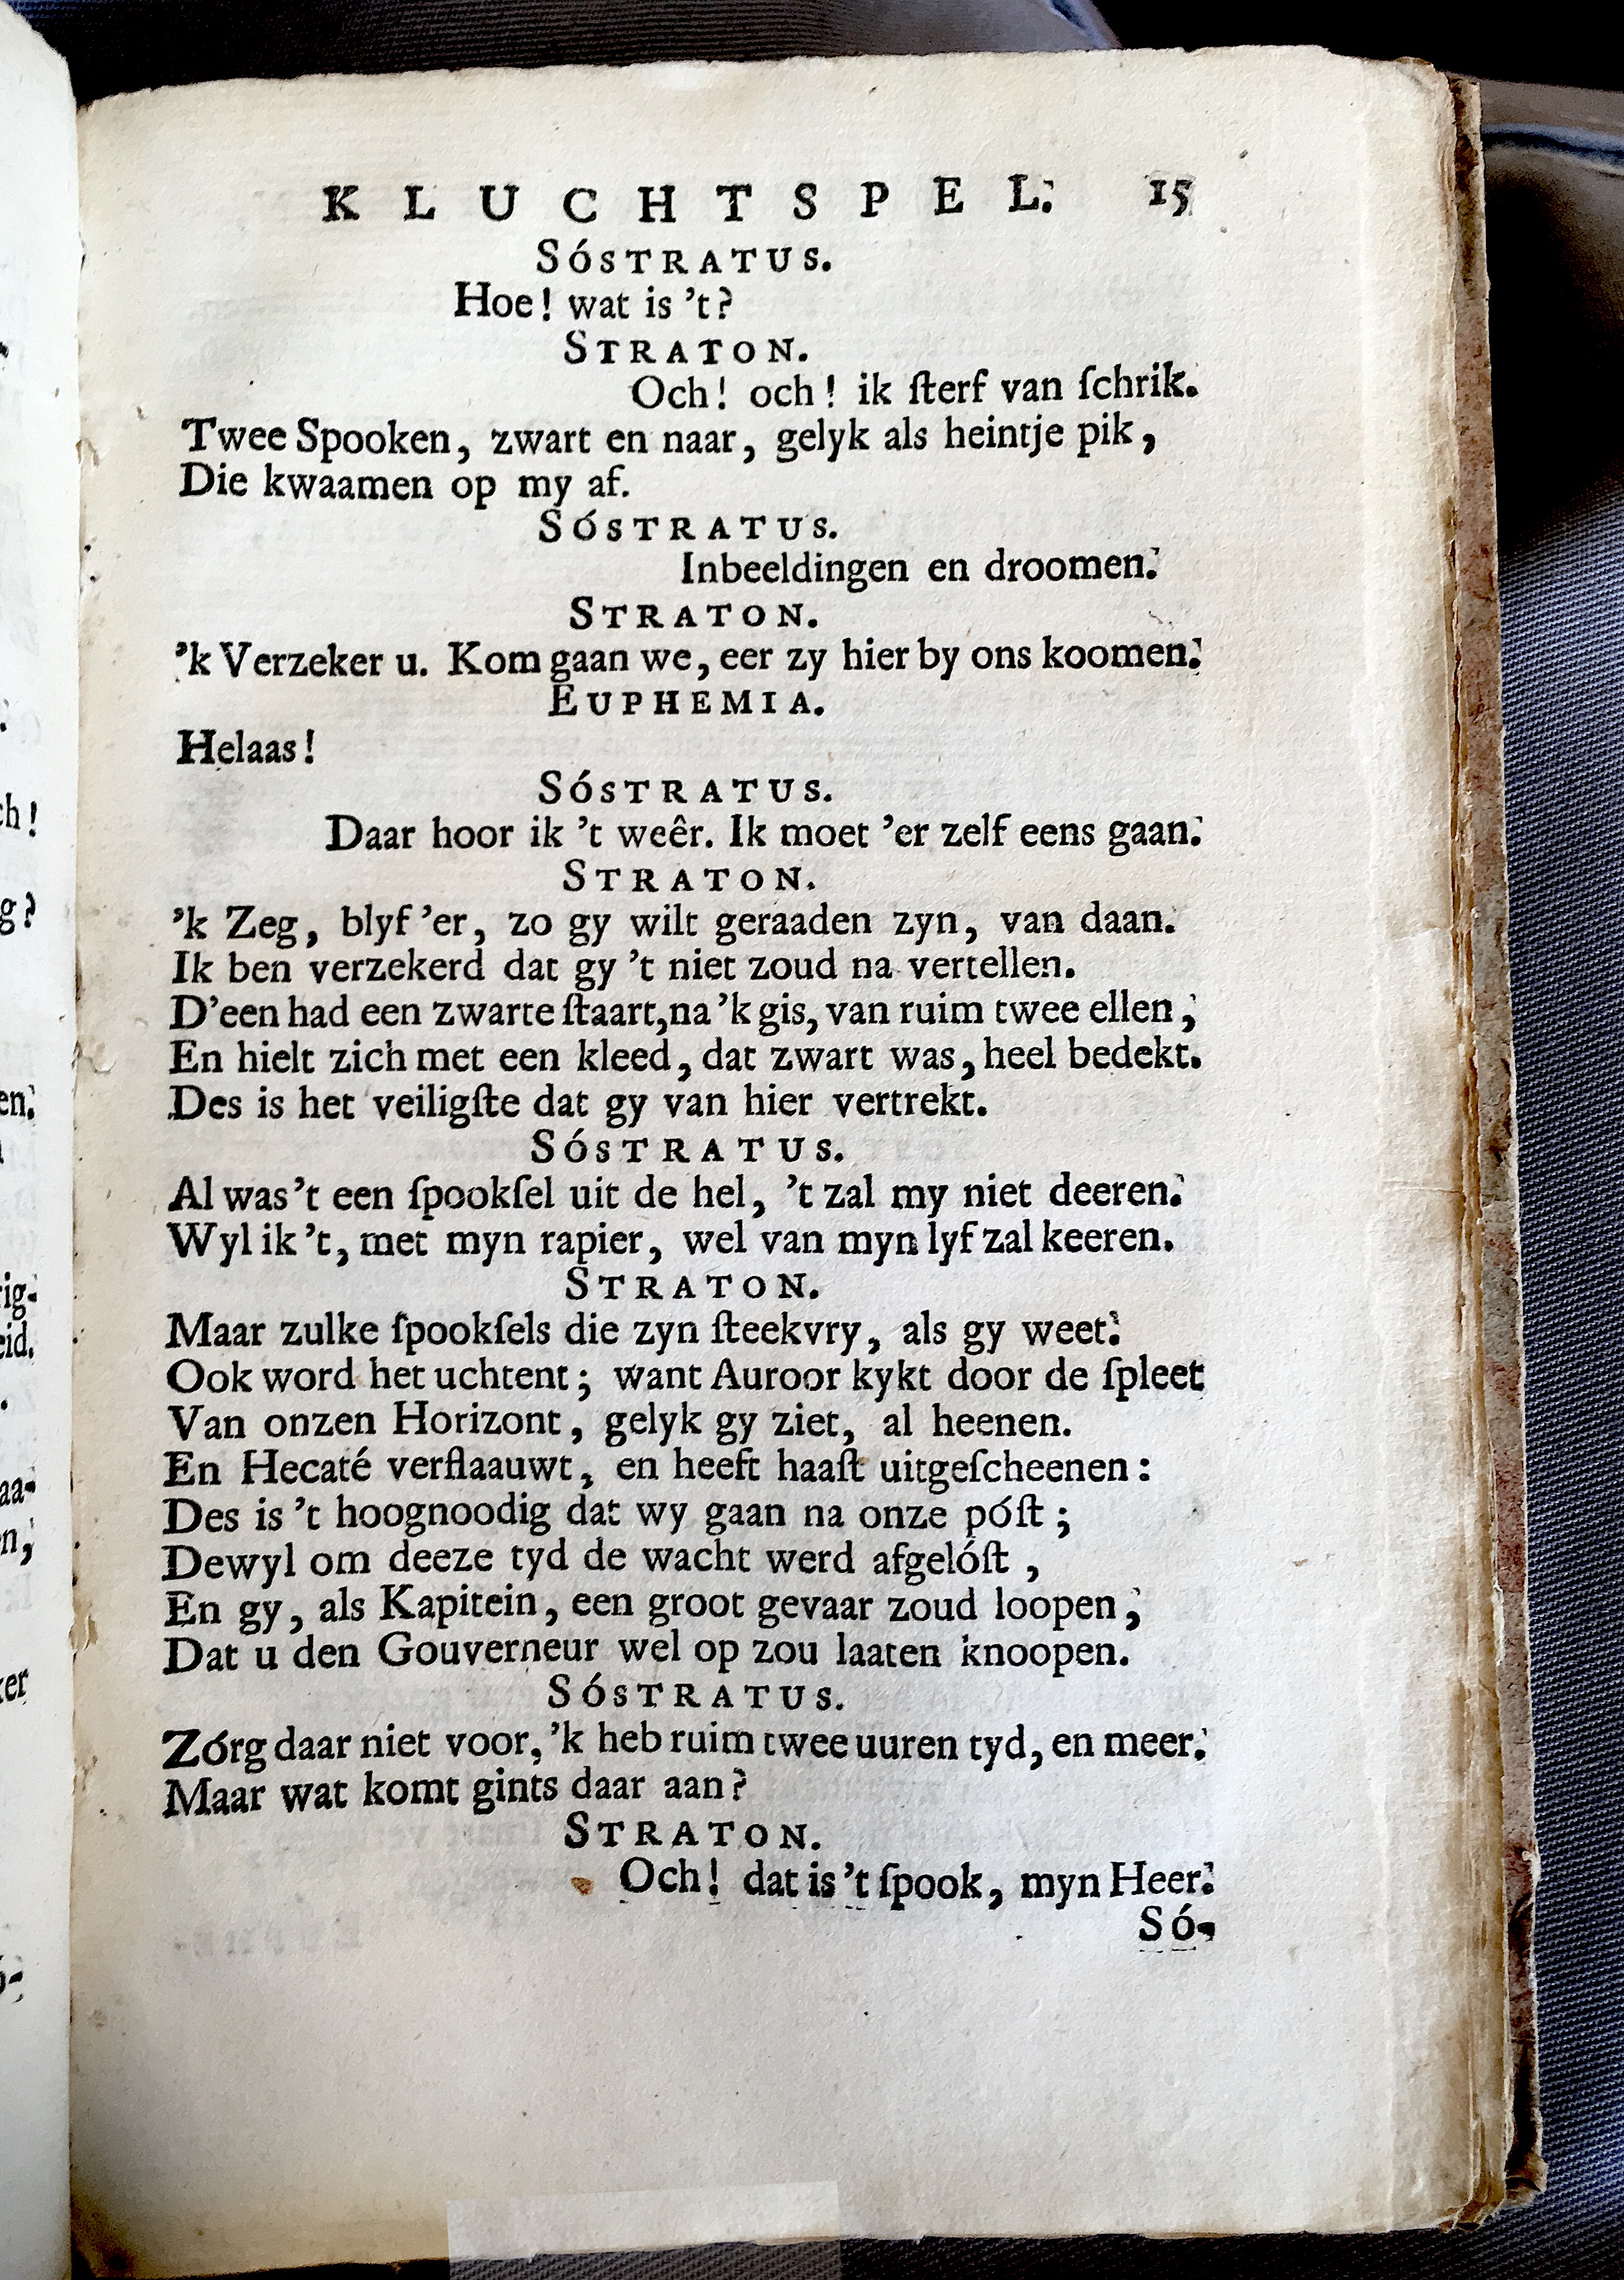 KLUCHTSPEL. 15
SóSTRATUS.
Hoe! wat is 't?
STRATON.
Och! och! ik ſterf van ſchrik.
Twee Spooken, zwart en naar, gelyk als heintje pik,
Die kwaamen op my af.
SóSTRATUS.
Inbeeldingen en droomen.
STRATON.
'k Verzeker u. Kom gaan we, eer zy hier by ons koomen.
EUPHEMIA.
Helaas!
SóSTRATUS.
Daar hoor ik 't weêr. Ik moet 'er zelf eens gaan.
STRATON.
'k Zeg, blyf 'er, zo gy wilt geraaden zyn, van daan.
Ik ben verzekerd dat gy 't niet zoud na vertellen.
D'een had een zwarte ſtaart, na 'k gis, van ruim twee ellen,
En hielt zich met een kleed, dat zwart was, heel bedekt.
Des is het veiligſte dat gy van hier vertrekt.
SóSTRATUS.
Al was 't een ſpookſel uit de hel, 't zal my niet deeren.
Wyl ik 't, met myn rapier, wel van myn lyf zal keeren.
STRATON.
Maar zulke ſpookſels die zyn ſteekvry, als gy weet.
Ook word het uchtent; want Auroor kykt door de ſpleet
Van onzen Horizont, gelyk gy ziet, al heenen.
En Hecaté verflaauwt, en heeft haaſt uitgeſcheenen:
Des is 't hoognoodig dat wy gaan na onze póſt;
Dewyl om deeze tyd de wacht werd afgelóſt,
En gy, als Kapitein, een groot gevaar zoud loopen,
Dat u den Gouverneur wel op zou laaten knoopen.
SóSTRATUS.
Zórg daar niet voor, 'k heb ruim twee uuren tyd, en meer.
Maar wat komt gints daar aan?
STRATON.
Och! dat is 't ſpook, myn Heer.
Só-
ch!
g?
en.
rig-
eid.
aa-
n,
ker
ó-